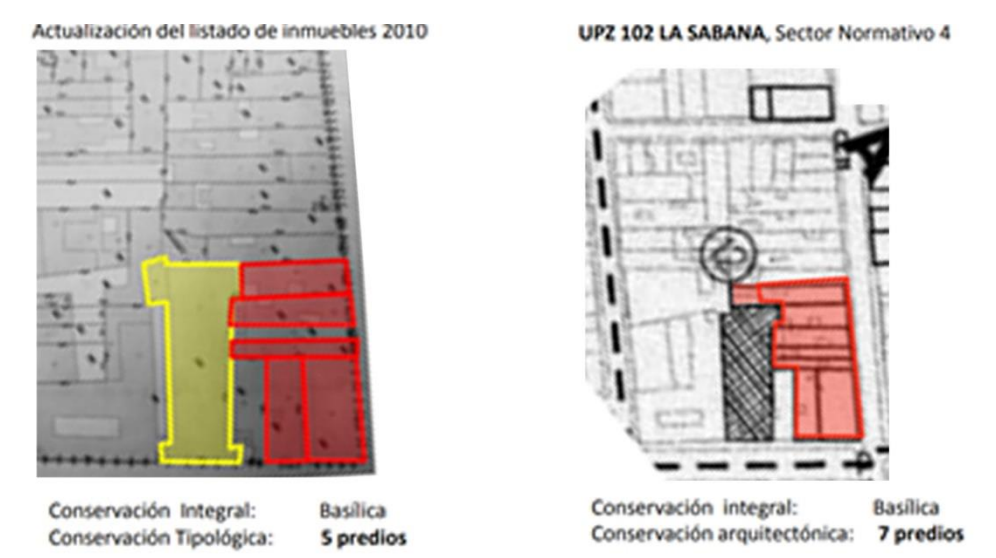 Actualización del listado de inmuebles 2010
Conservación Integral: Basílica
Conservación Tipológica: 5 predios
UPZ 102 LA SABANA, Sector Normativo 4
Conservación integral: Basílica
Conservación arquitectónica: 7 predios